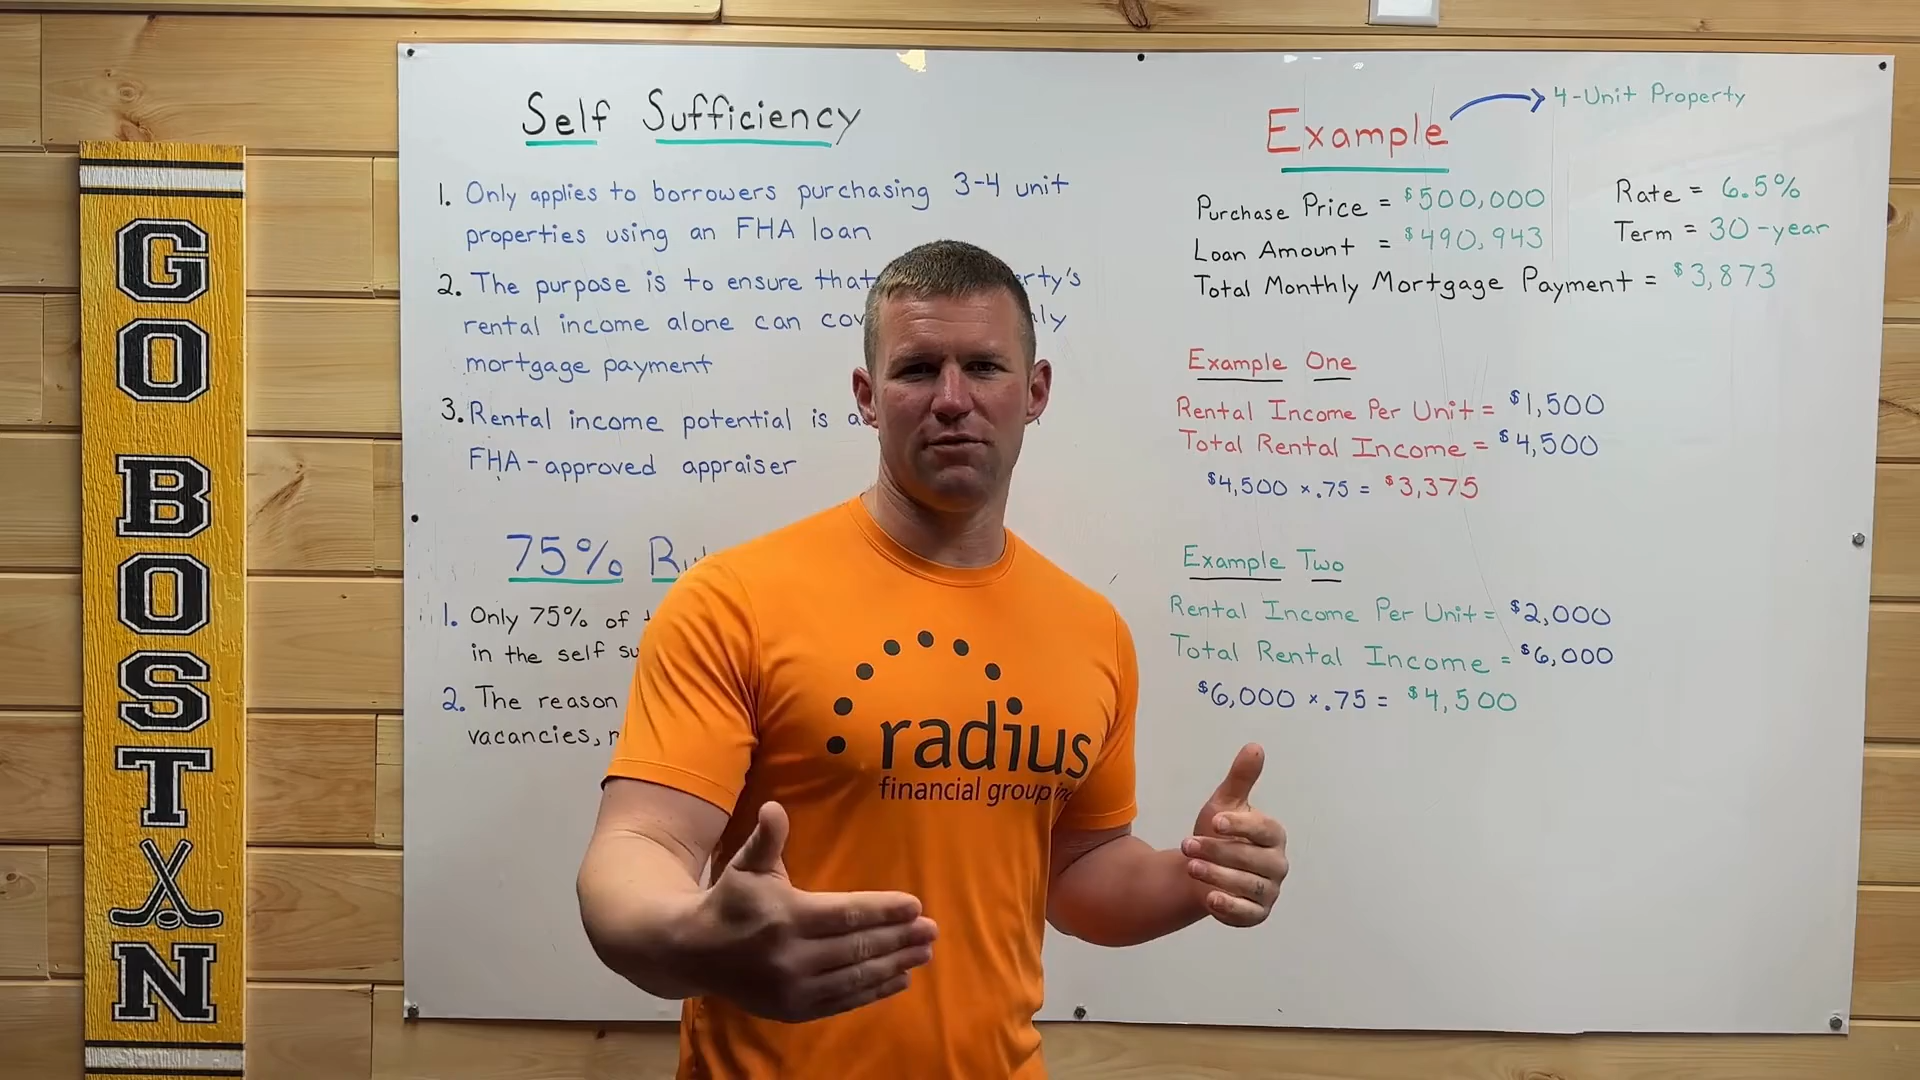 GO BOSTON
Self Sufficiency
1. Only applies to borrowers purchasing 3-4 unit
properties using an FHA loan
2. The purpose is to ensure that
rental income alone can
mortgage payment
3. Rental income potential is
FHA-approved appraiser
75%
1. Only 75% of
in the self
2. The reason
vacancies,
Example
4-Unit Property
Purchase Price = $500,000
Loan Amount = $490,943
Total Monthly Mortgage Payment = $3,873
Rate = 6.5%
Term = 30-year
Example One
Rental Income Per Unit = $1,500
Total Rental Income = $4,500
$4,500 x .75 = $3,375
Example Two
Rental Income Per Unit = $2,000
Total Rental Income = $6,000
$6,000 x .75 = $4,500
radius
financial group inc